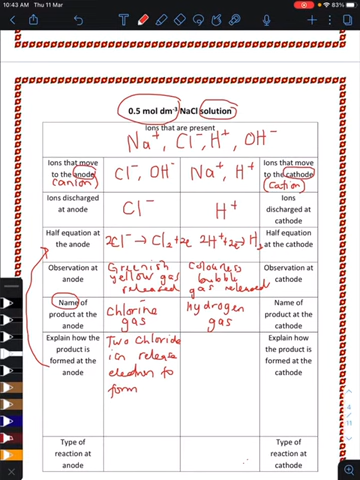 10:43 AM Thu 11 Mar
83%
0.5 mol dm-3 NaCl solution
Ions that are present
Na+, Cl-, H+, OH-
Ions that move to the anode
(anion)
Cl-, OH-
Na+, H+
Ions that move to the cathode
(cation)
Ions discharged at anode
Cl-
H+
Ions discharged at cathode
Half equation at the anode
2Cl- → Cl2 + 2e
2H+ + 2e → H2
Half equation at the cathode
Observation at anode
Greenish
yellow gas
released
Colourless
bubble
gas released
Observation at cathode
Name of product at the anode
Chlorine
gas
Hydrogen
gas
Name of product at the cathode
Explain how the product is formed at the anode
Two chloride
ion release
electron to
form
Explain how the product is formed at the cathode
Type of reaction at anode
Type of reaction at cathode